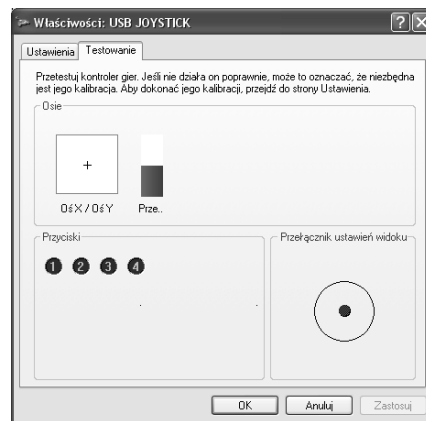 Właściwości: USB JOYSTICK
Ustawienia Testowanie
Przetestuj kontroler gier. Jeśli nie działa on poprawnie, może to oznaczać, że niezbędna
jest jego kalibracja. Aby dokonać jego kalibracji, przejdź do strony Ustawienia.
Osie
Oś X / Oś Y Prze..
Przyciski Przełącznik ustawień widoku
1 2 3 4
OK Anuluj Zastosuj